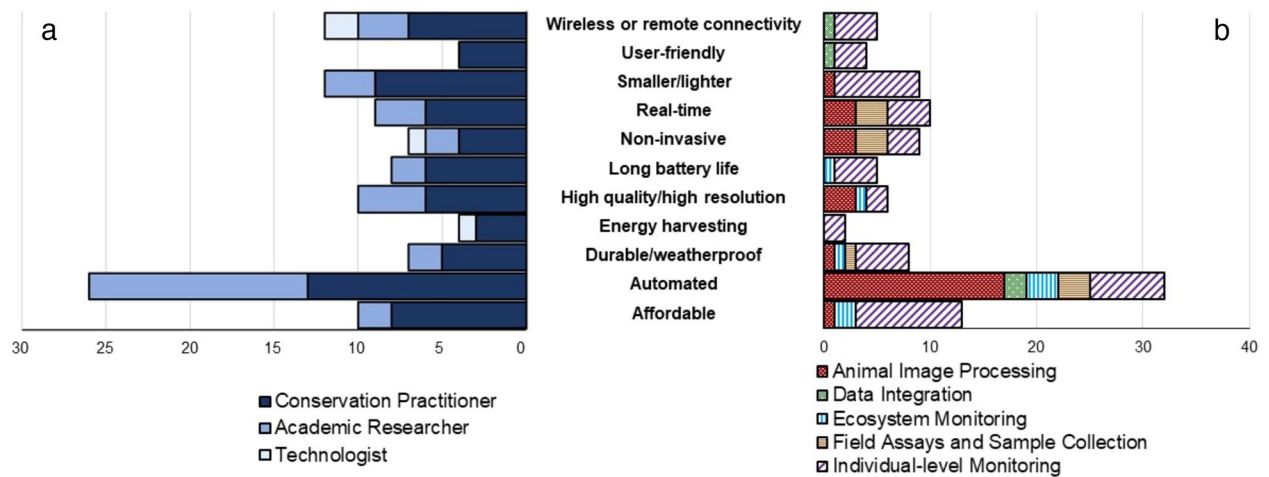 a
b
Wireless or remote connectivity
User-friendly
Smaller/lighter
Real-time
Non-invasive
Long battery life
High quality/high resolution
Energy harvesting
Durable/weatherproof
Automated
Affordable
30 25 20 15 10 5 0
0 10 20 30 40
Conservation Practitioner
Academic Researcher
Technologist
Animal Image Processing
Data Integration
Ecosystem Monitoring
Field Assays and Sample Collection
Individual-level Monitoring